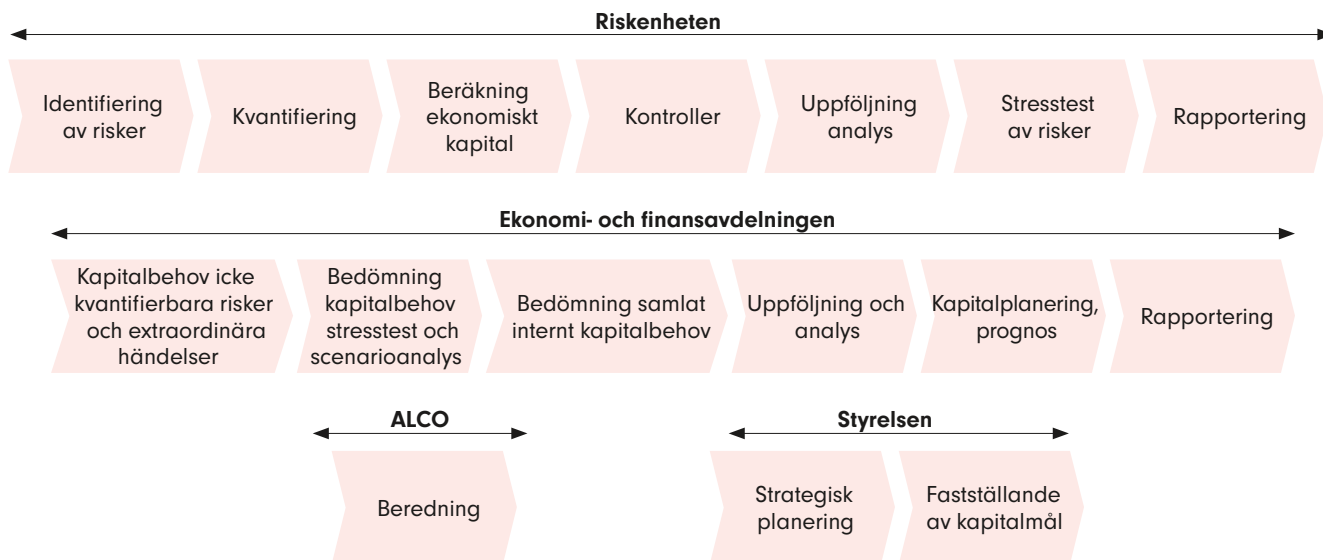 Riskenheten
Identifiering
av risker
Kvantifiering
Beräkning
ekonomiskt
kapital
Kontroller
Uppföljning
analys
Stresstest
av risker
Rapportering
Ekonomi- och finansavdelningen
Kapitalbehov icke
kvantifierbara risker
och extraordinära
händelser
Bedömning
kapitalbehov
stresstest och
scenarioanalys
Bedömning samlat
internt kapitalbehov
Uppföljning och
analys
Kapitalplanering,
prognos
Rapportering
ALCO
Beredning
Styrelsen
Strategisk
planering
Fastställande
av kapitalmål